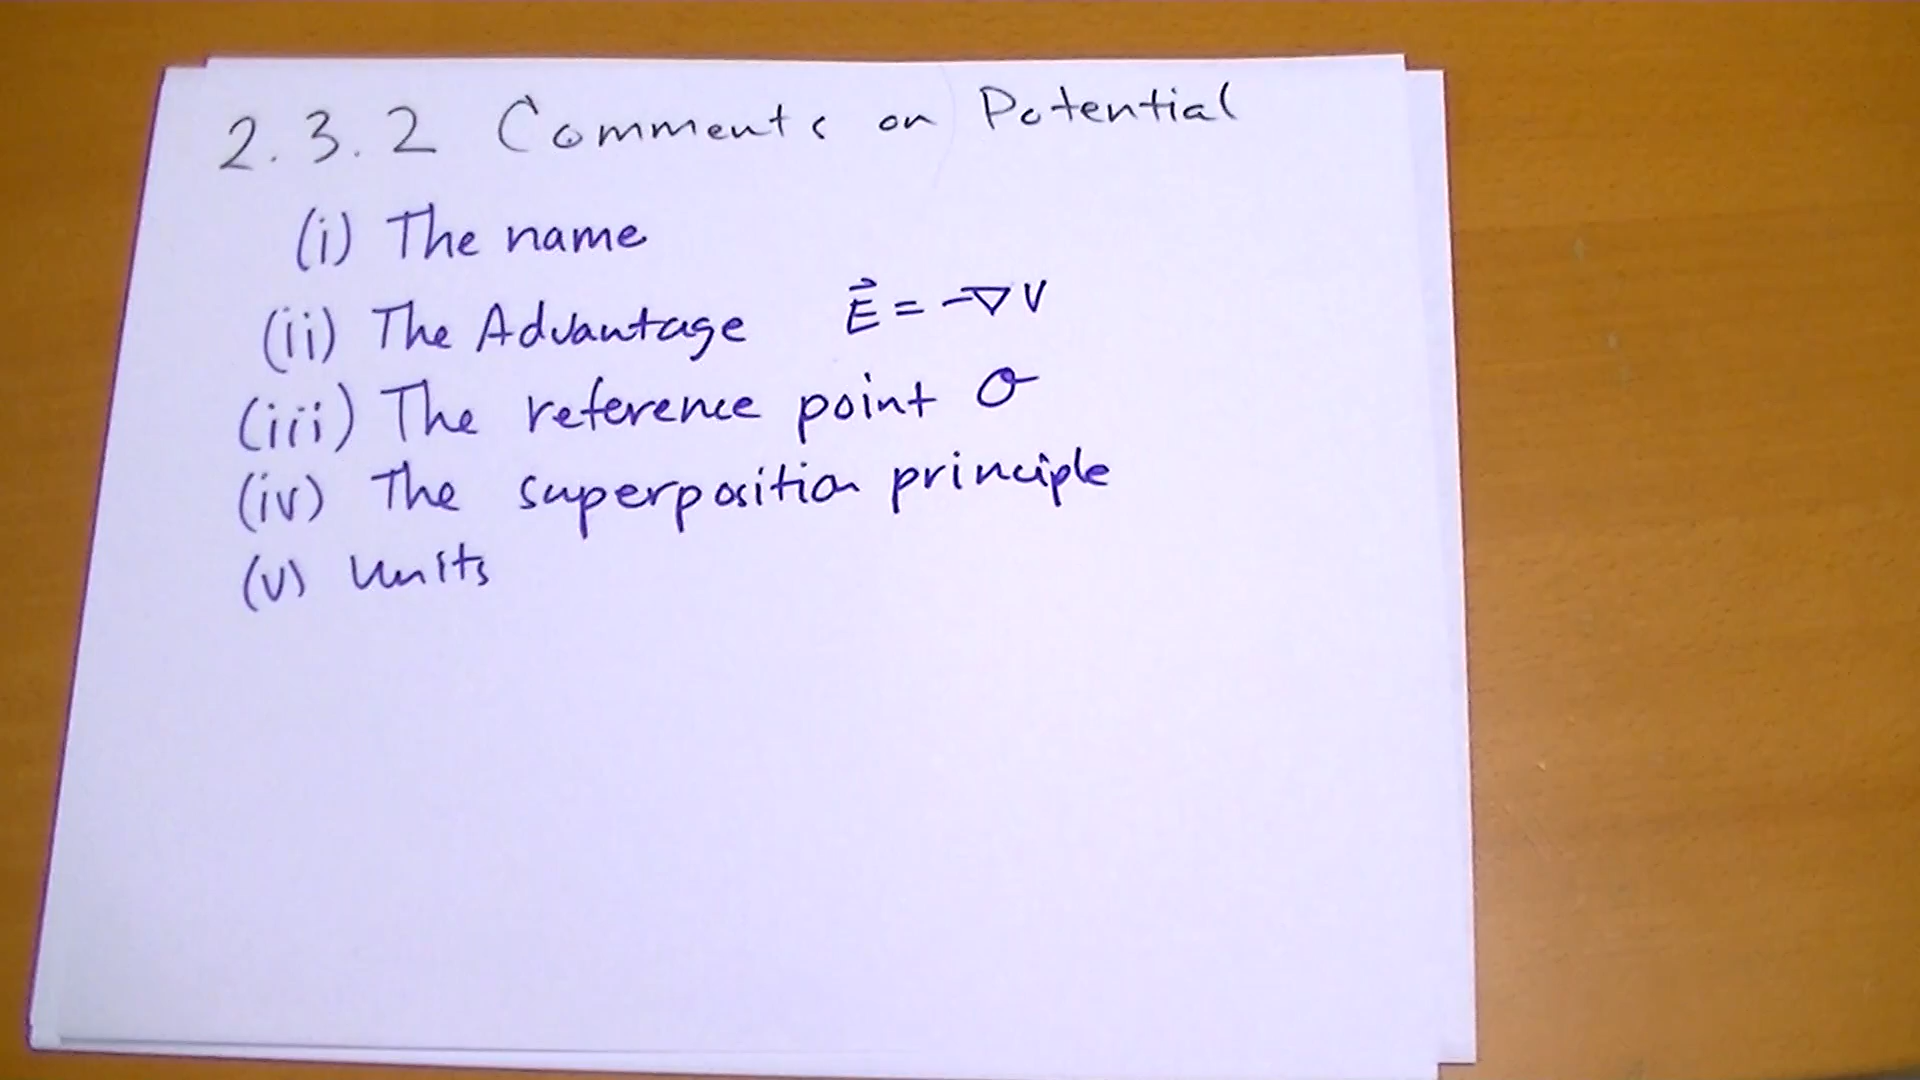 2.3.2 Comments on Potential
(i) The name
(ii) The Advantage E⃗ = -∇V
(iii) The reference point O
(iv) The superposition principle
(v) Units